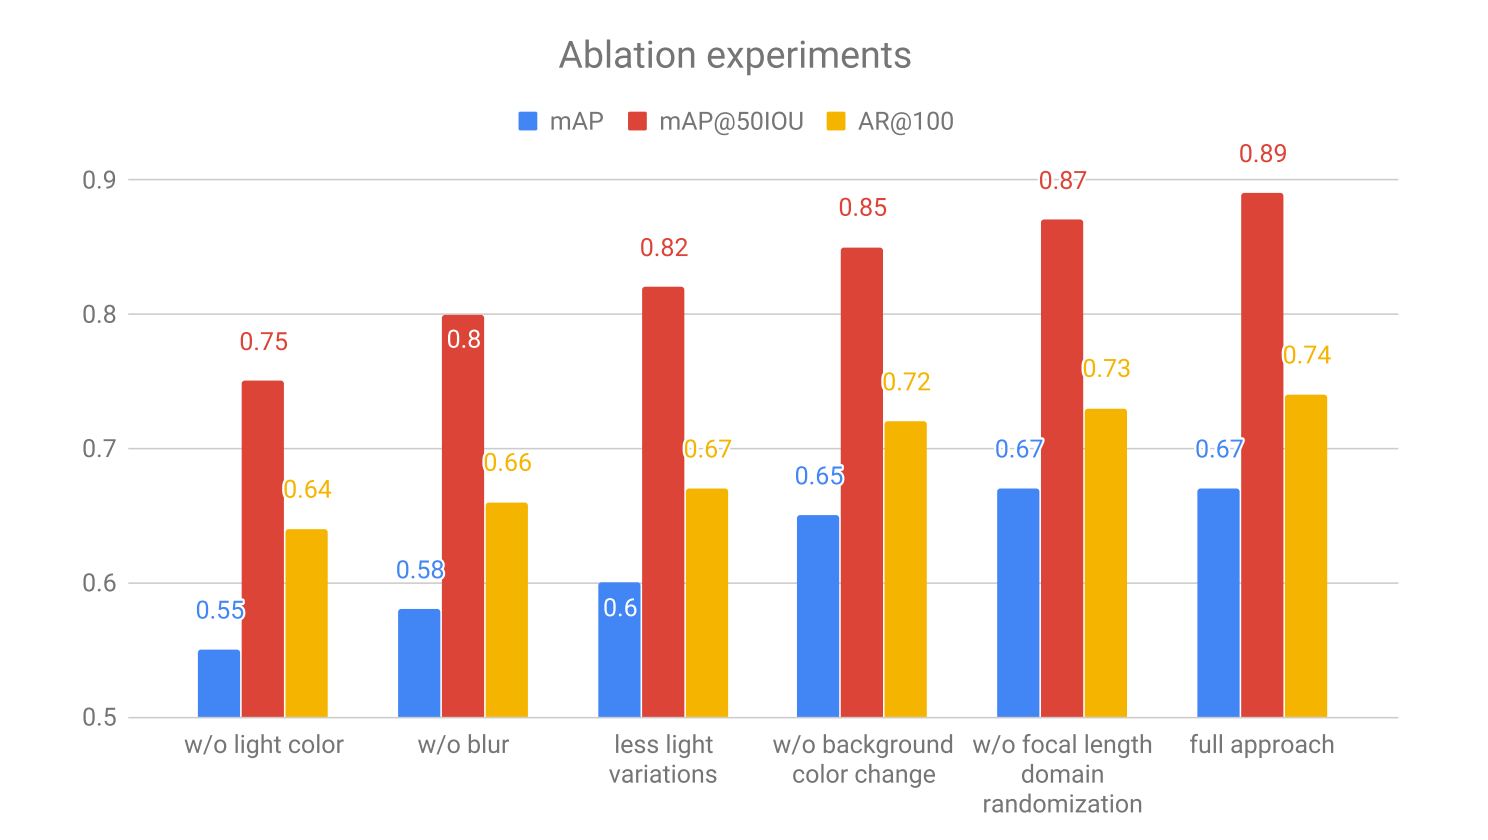 Ablation experiments
mAP mAP@50IOU AR@100
0.9
0.8
0.7
0.6
0.5
0.55 0.75 0.64
0.58 0.8 0.66
0.6 0.82 0.67
0.65 0.85 0.72
0.67 0.87 0.73
0.67 0.89 0.74
w/o light color
w/o blur
less light
variations
w/o background
color change
w/o focal length
domain
randomization
full approach